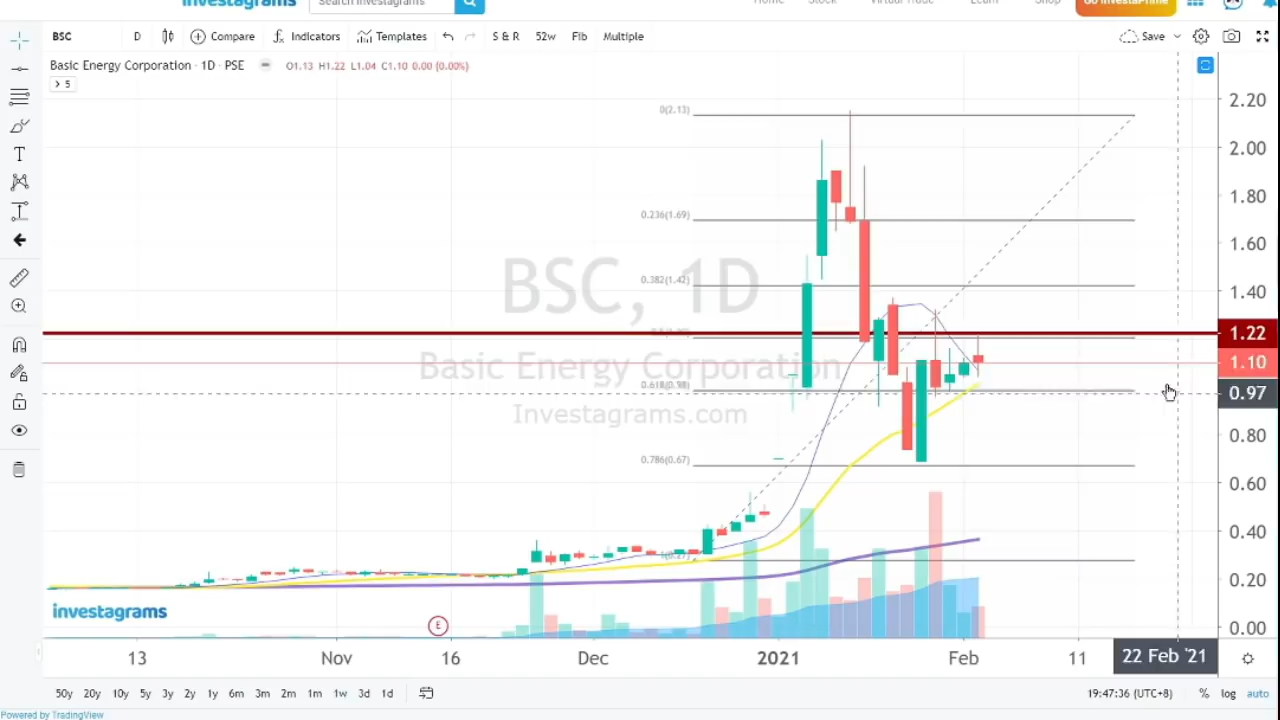 Investagrams
Search Investagrams
Home Stock Virtual Trade Learn Shop Go InvestaPrime
BSC D Compare Indicators Templates S & R 52w Fib Multiple Save
Basic Energy Corporation · 1D · PSE O1.13 H1.22 L1.04 C1.10 0.00 (0.00%)
> 5
2.20
0(2.13)
2.00
1.80
0.236(1.69)
1.60
BSC, 1D
0.382(1.42)
1.40
1.22
Basic Energy Corporation
1.10
0.618(0.98)
0.97
Investagrams.com
0.80
0.786(0.67)
0.60
0.40
1(0.27)
0.20
investagrams
E
0.00
13 Nov 16 Dec 2021 Feb 11 22 Feb '21
50y 20y 10y 5y 3y 2y 1y 6m 3m 2m 1m 1w 3d 1d 19:47:36 (UTC+8) % log auto
Powered by TradingView